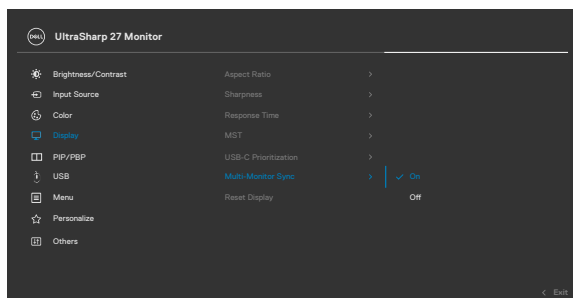 DELL UltraSharp 27 Monitor
Brightness/Contrast Aspect Ratio >
Input Source Sharpness >
Color Response Time >
Display MST >
PIP/PBP USB-C Prioritization >
USB Multi-Monitor Sync > ✓ On
Menu Reset Display Off
Personalize
Others
< Exit